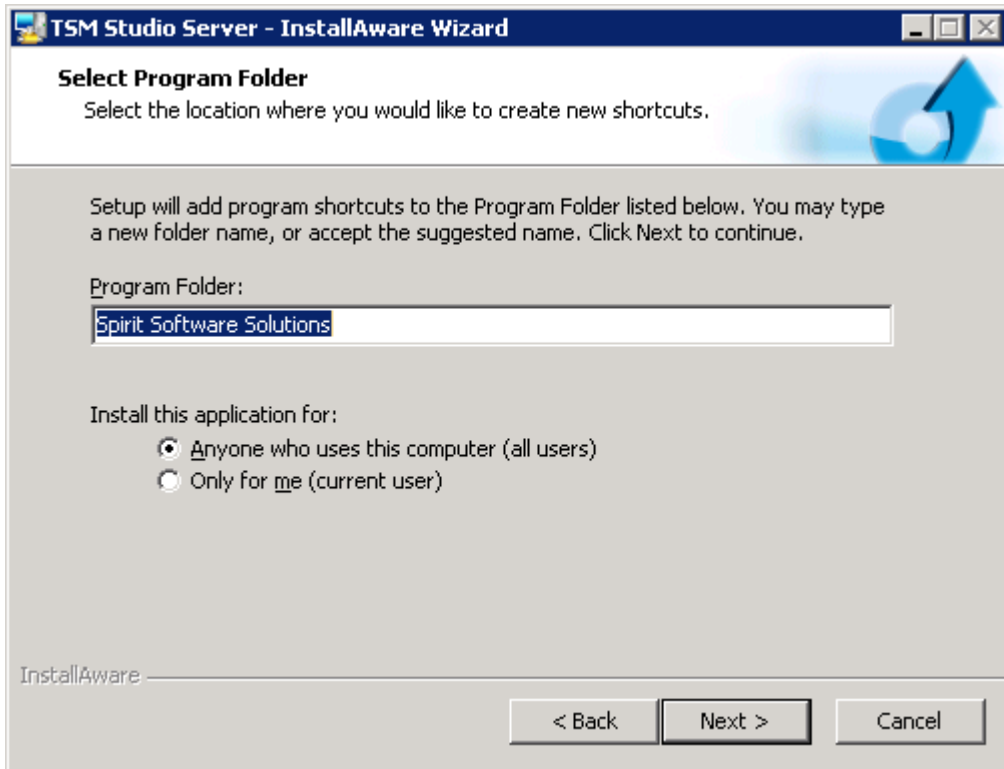 TSM Studio Server - InstallAware Wizard
Select Program Folder
Select the location where you would like to create new shortcuts.
Setup will add program shortcuts to the Program Folder listed below. You may type
a new folder name, or accept the suggested name. Click Next to continue.
Program Folder:
Spirit Software Solutions
Install this application for:
Anyone who uses this computer (all users)
Only for me (current user)
InstallAware
< Back Next > Cancel